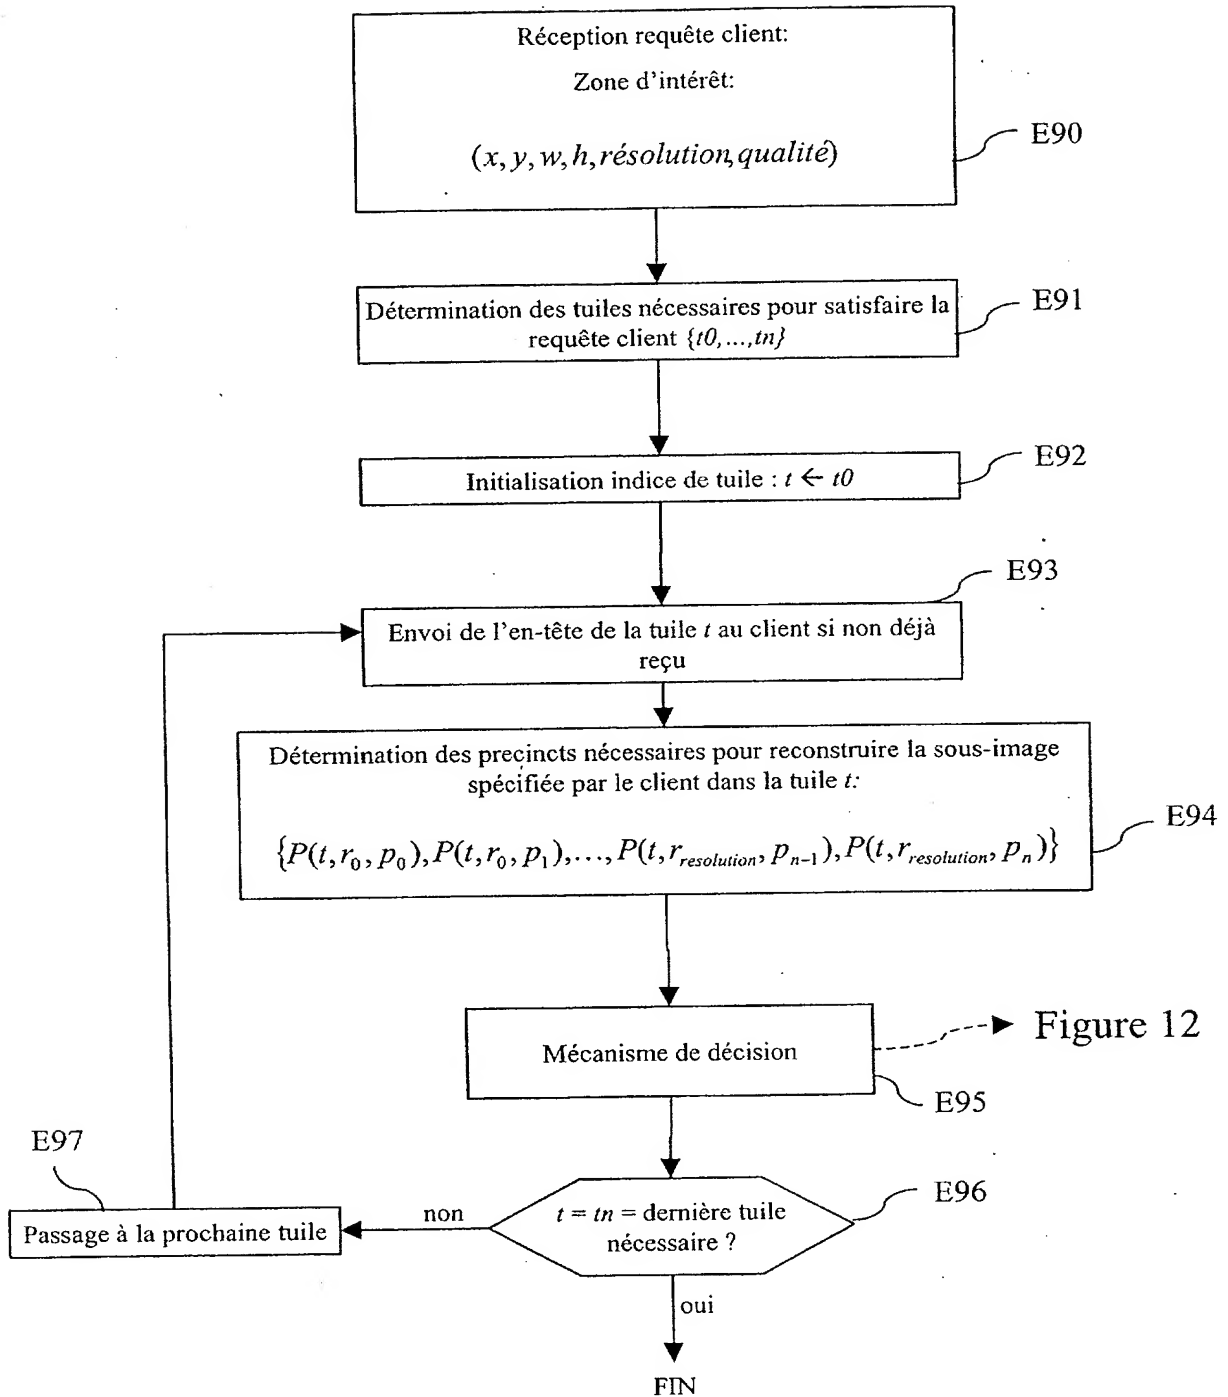 Réception requête client:
Zone d'intérêt:
(x, y, w, h, résolution, qualité)
E90
Détermination des tuiles nécessaires pour satisfaire la
requête client {t0,...,tn}
E91
Initialisation indice de tuile : t ← t0
E92
E93
Envoi de l'en-tête de la tuile t au client si non déjà
reçu
Détermination des precincts nécessaires pour reconstruire la sous-image
spécifiée par le client dans la tuile t:
{P(t, r₀, p₀), P(t, r₀, p₁), ..., P(t, r_resolution, p_{n-1}), P(t, r_resolution, p_n)}
E94
Mécanisme de décision
Figure 12
E95
E97
Passage à la prochaine tuile
non
t = tn = dernière tuile
nécessaire ?
E96
oui
FIN